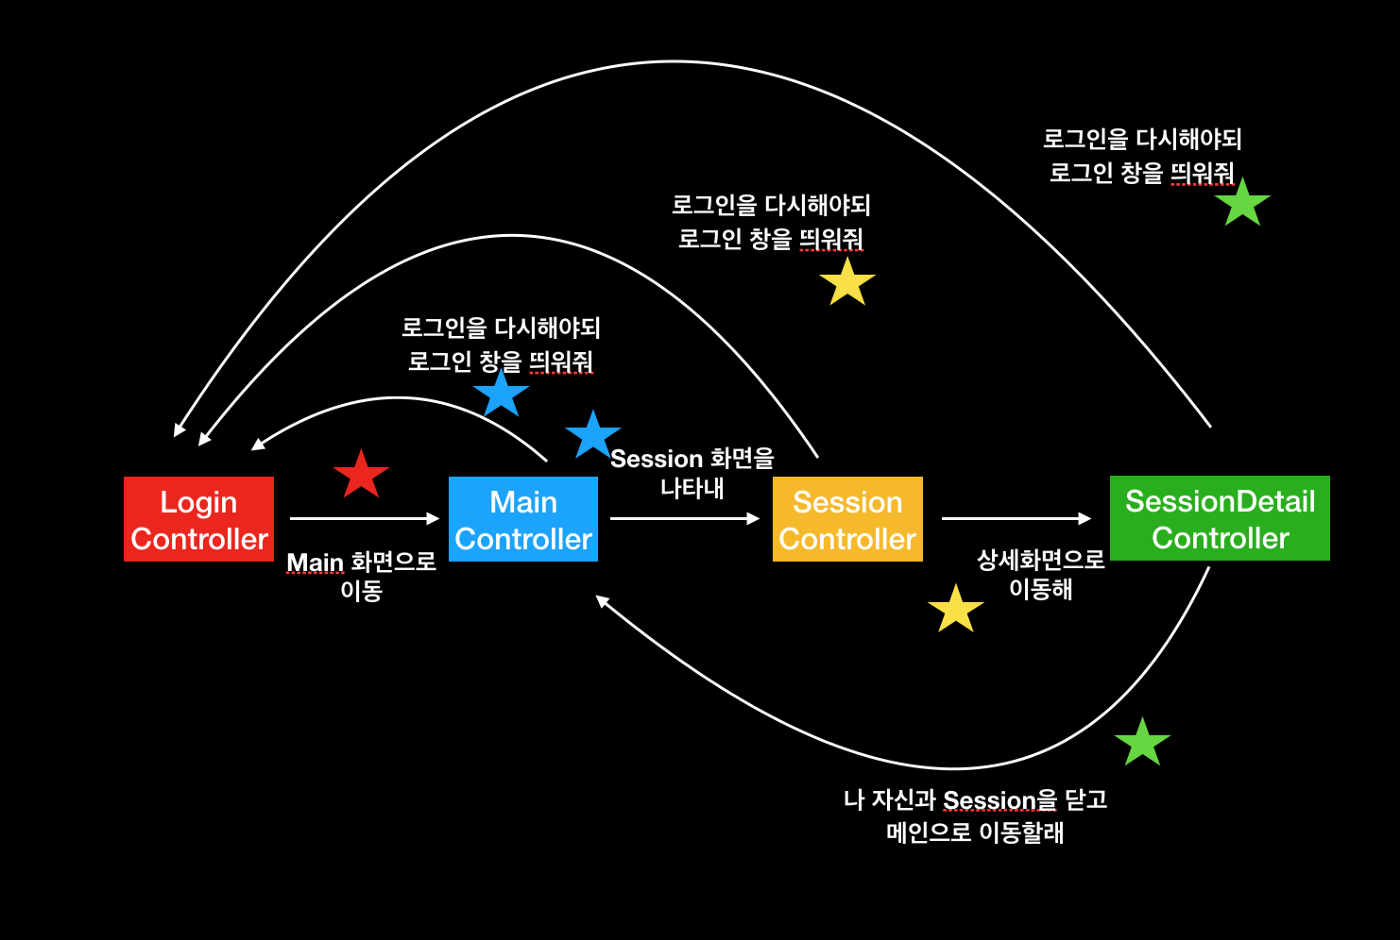 로그인을 다시해야되
로그인 창을 띄워줘
로그인을 다시해야되
로그인 창을 띄워줘
로그인을 다시해야되
로그인 창을 띄워줘
Session 화면을
나타내
Login
Controller
Main
Controller
Session
Controller
SessionDetail
Controller
Main 화면으로
이동
상세화면으로
이동해
나 자신과 Session을 닫고
메인으로 이동할래